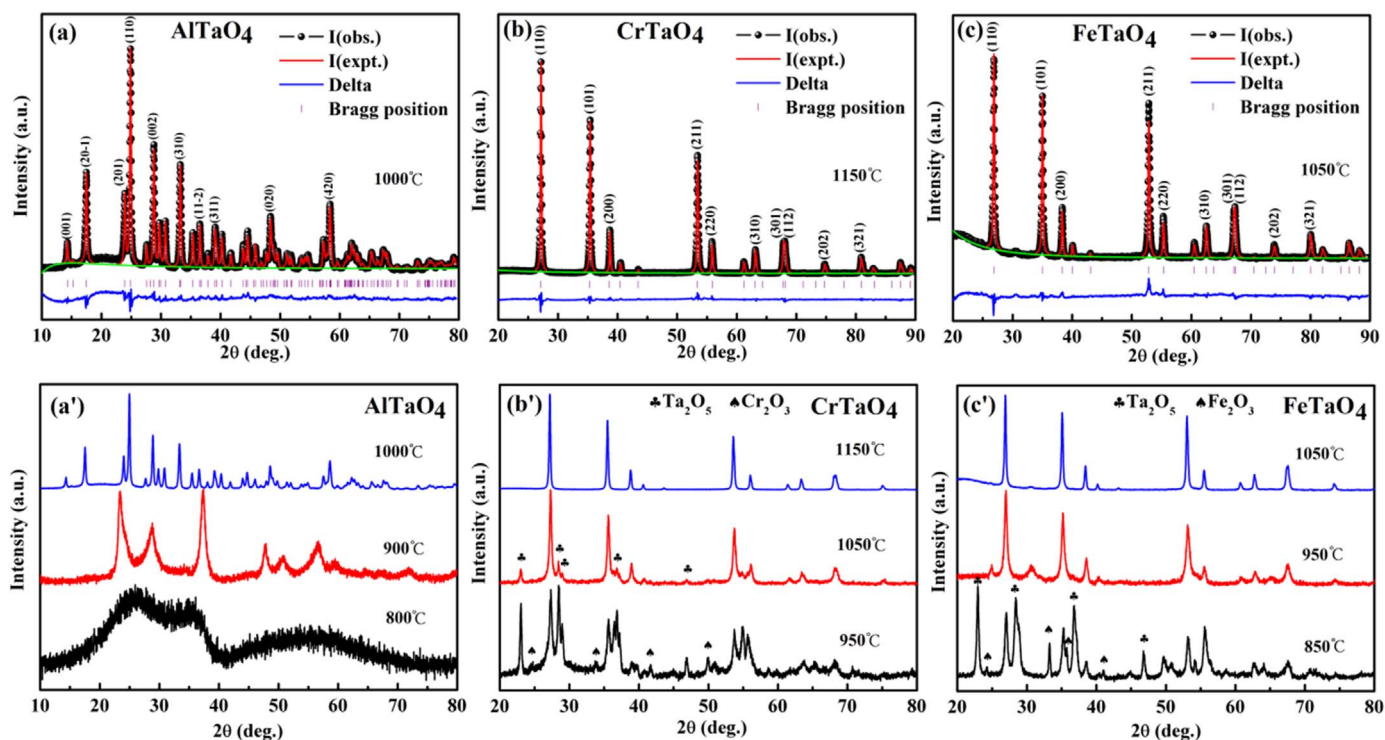 (a) AlTaO₄
I(obs.)
I(expt.)
Delta
Bragg position
1000℃
(001)
(20-1)
(201)
(110)
(002)
(310)
(11-2)
(311)
(020)
(420)
Intensity (a.u.)
10 20 30 40 50 60 70 80
2θ (deg.)
(b) CrTaO₄
I(obs.)
I(expt.)
Delta
Bragg position
1150℃
(110)
(101)
(200)
(211)
(220)
(310)
(301)
(112)
(202)
(321)
Intensity (a.u.)
20 30 40 50 60 70 80 90
2θ (deg.)
(c) FeTaO₄
I(obs.)
I(expt.)
Delta
Bragg position
1050℃
(110)
(101)
(200)
(211)
(220)
(310)
(301)
(112)
(202)
(321)
Intensity (a.u.)
20 30 40 50 60 70 80 90
2θ (deg.)
(a') AlTaO₄
1000℃
900℃
800℃
Intensity (a.u.)
10 20 30 40 50 60 70 80
2θ (deg.)
(b') ♣Ta₂O₅ ♠Cr₂O₃ CrTaO₄
1150℃
1050℃
950℃
Intensity (a.u.)
20 30 40 50 60 70 80
2θ (deg.)
(c') ♣Ta₂O₅ ♠Fe₂O₃ FeTaO₄
1050℃
950℃
850℃
Intensity (a.u.)
20 30 40 50 60 70 80
2θ (deg.)